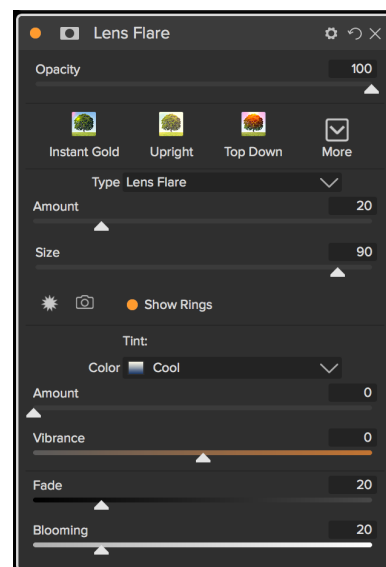 Lens Flare
Opacity 100
Instant Gold Upright Top Down More
Type Lens Flare
Amount 20
Size 90
Show Rings
Tint:
Color Cool
Amount 0
Vibrance 0
Fade 20
Blooming 20